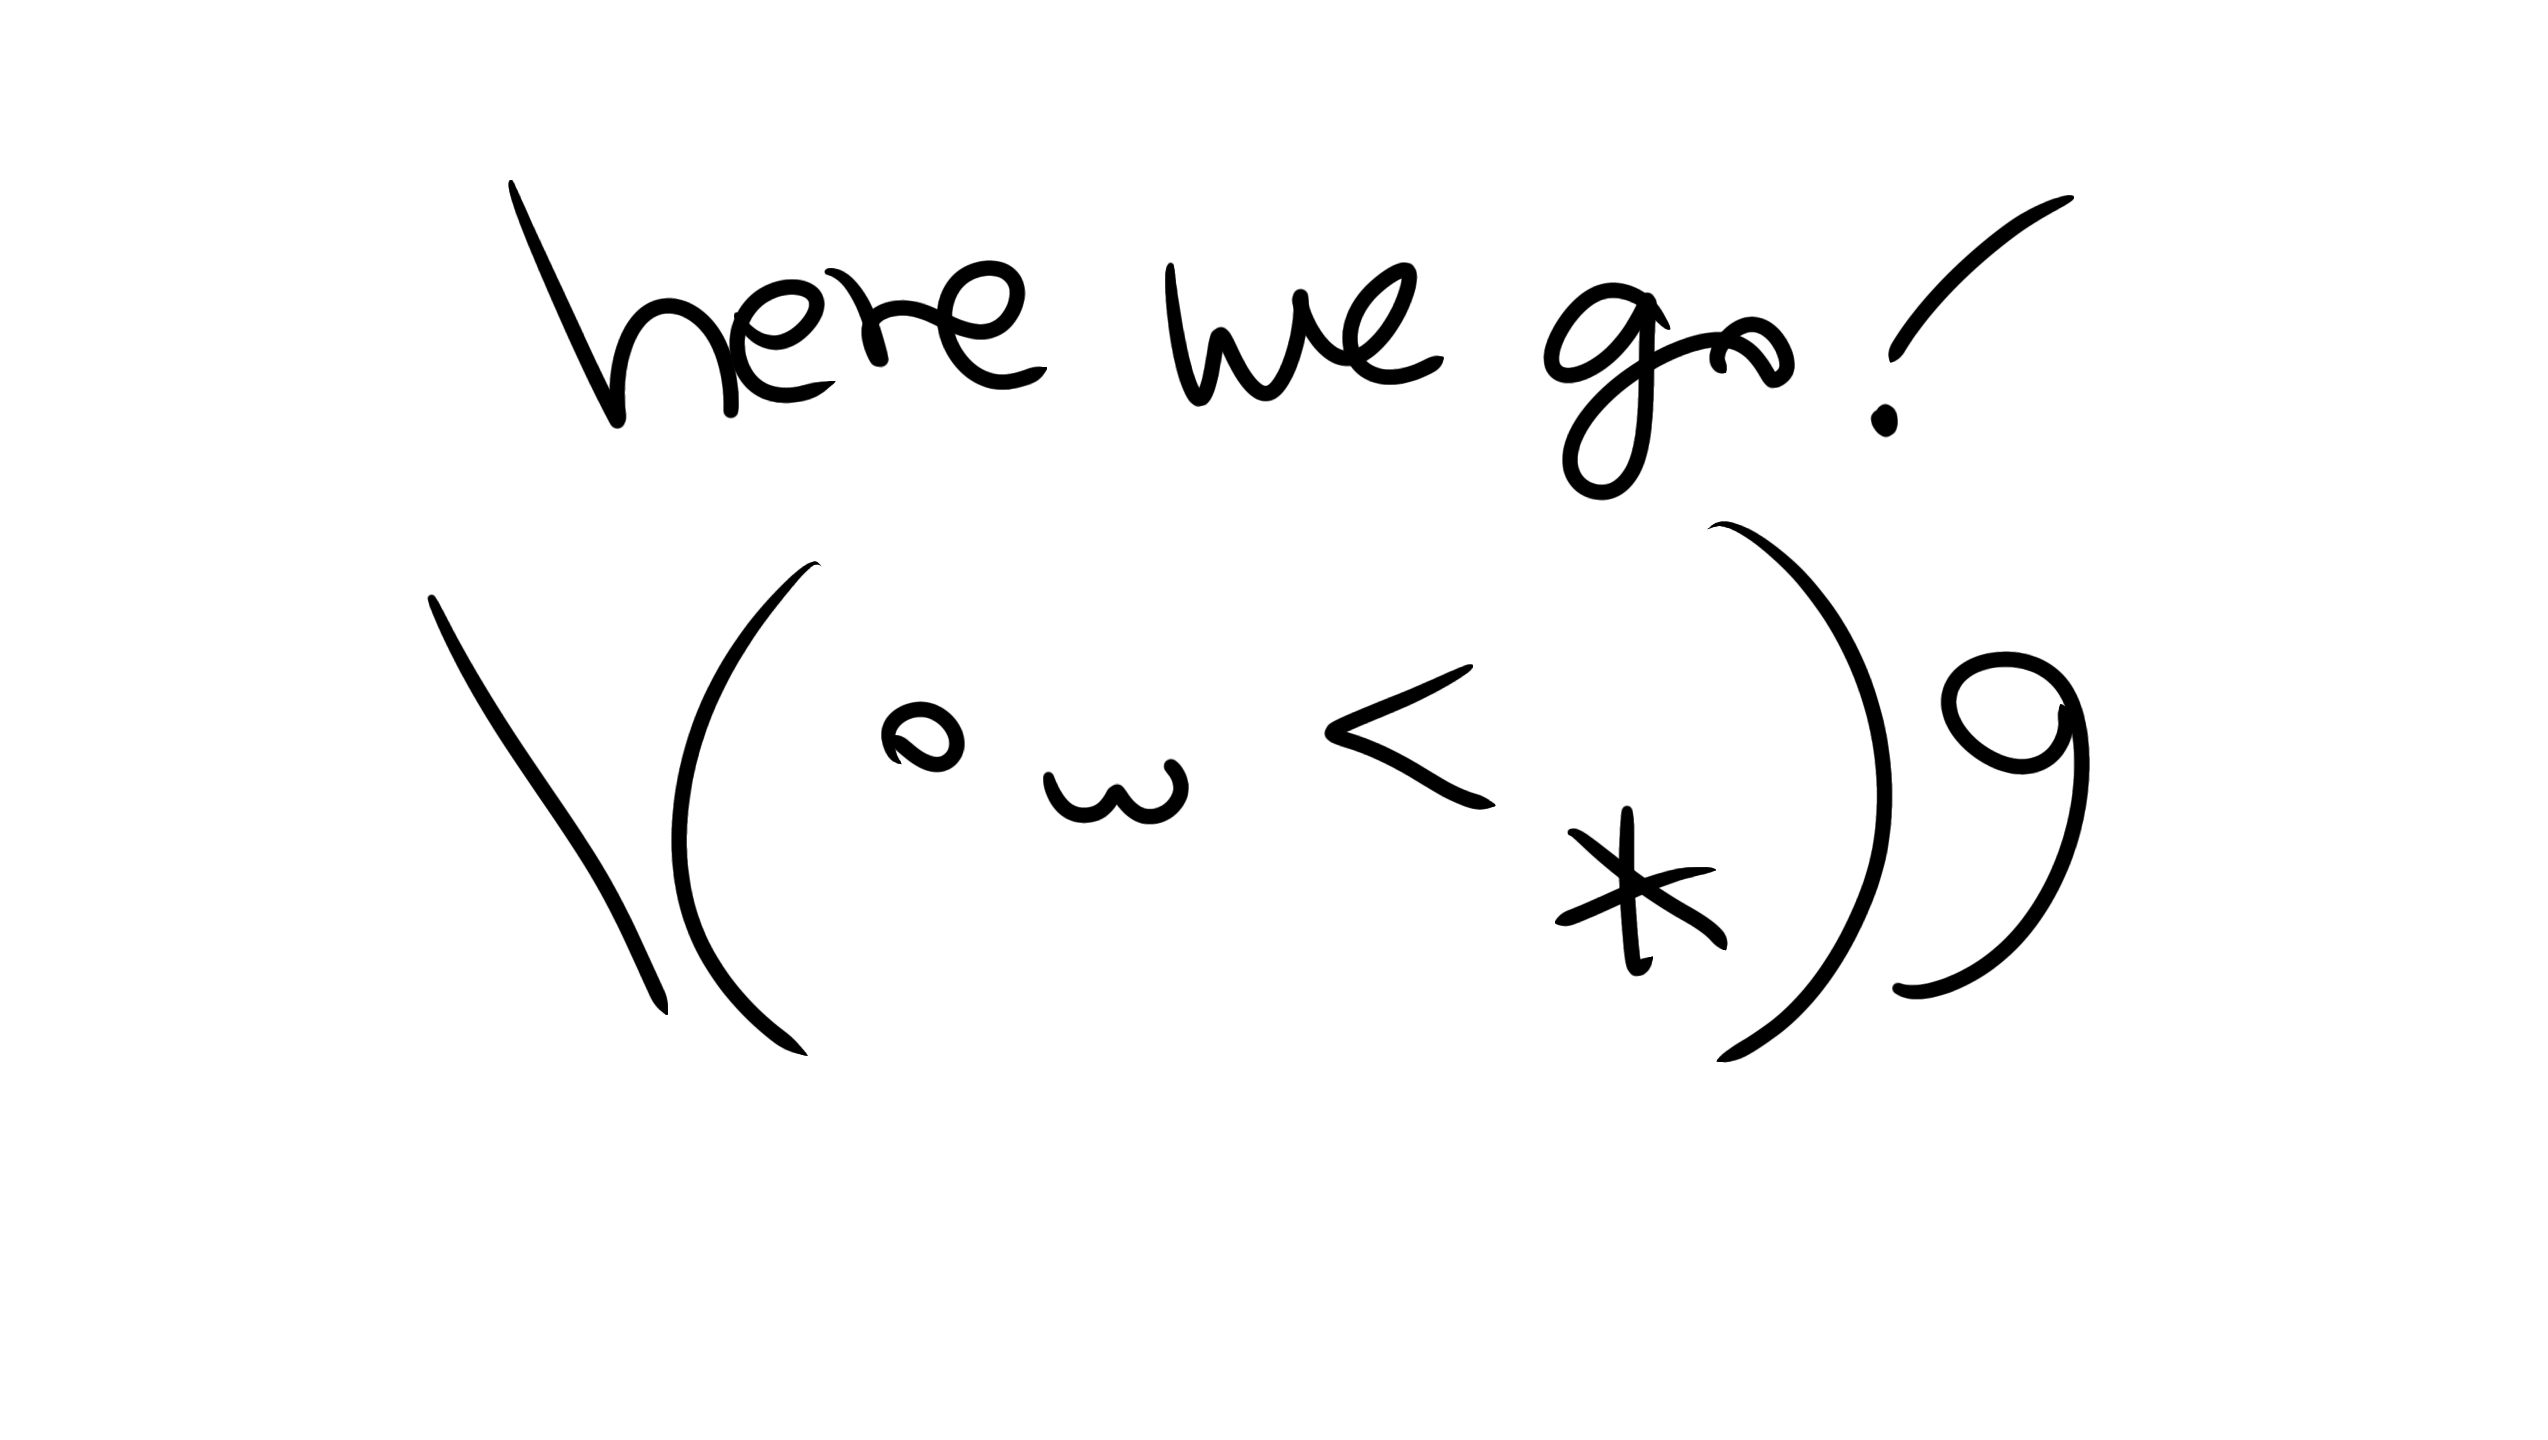 here we go!
\(o ω < *)9